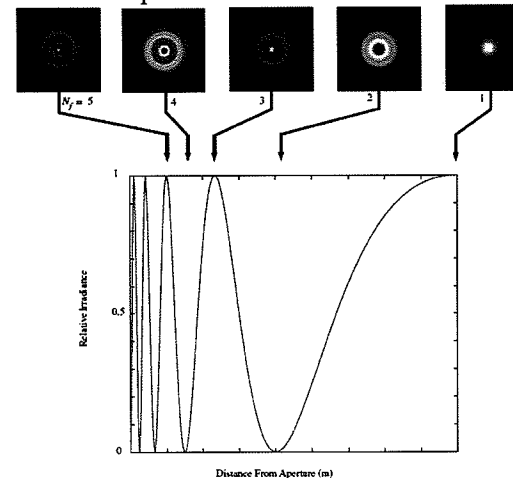 N_f = 5 4 3 2 1
1
0.5
0
Relative Irradiance
Distance From Aperture (m)